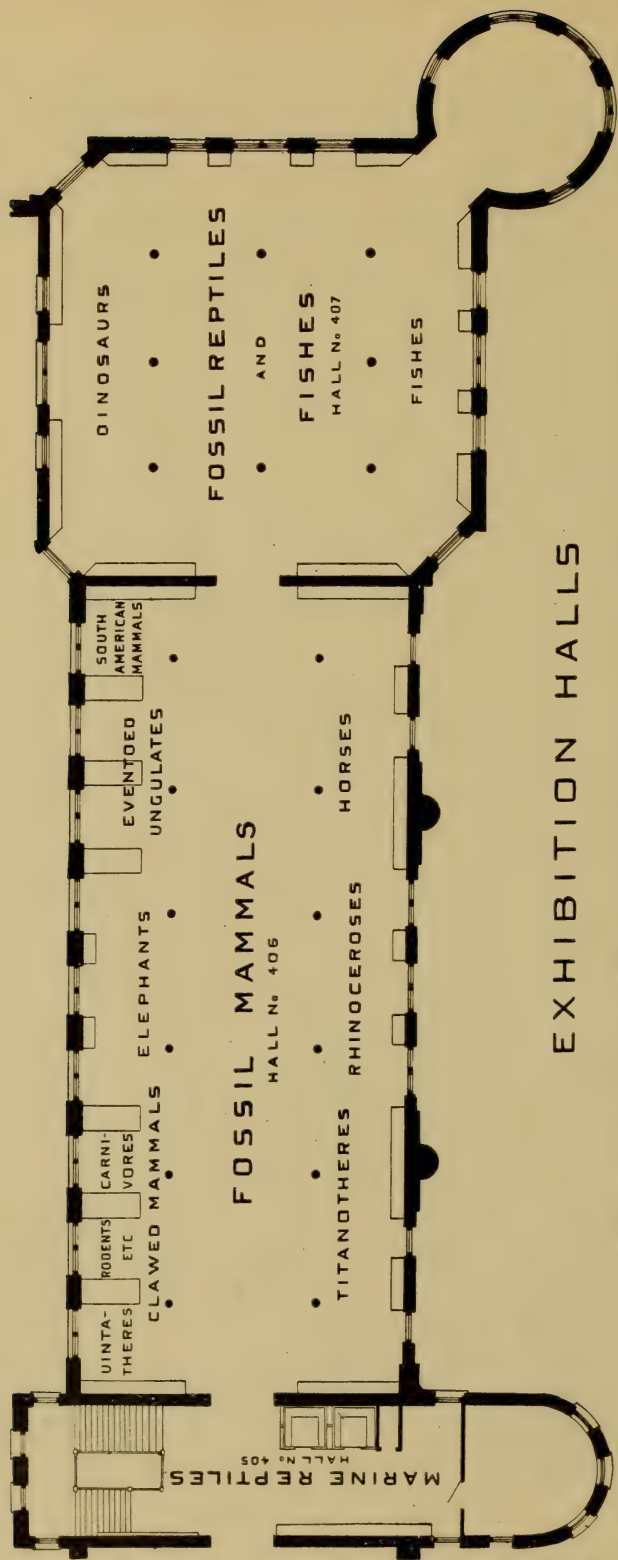 EXHIBITION HALLS
MARINE REPTILES
HALL No 405
FOSSIL MAMMALS
HALL No 406
UINTA-
THERES
RODENTS
ETC
CARNI-
VORES
CLAWED MAMMALS
ELEPHANTS
EVENTOED
UNGULATES
SOUTH
AMERICAN
MAMMALS
TITANOTHERES
RHINOCEROSES
HORSES
DINOSAURS
FOSSIL REPTILES
AND
FISHES
HALL No 407
FISHES